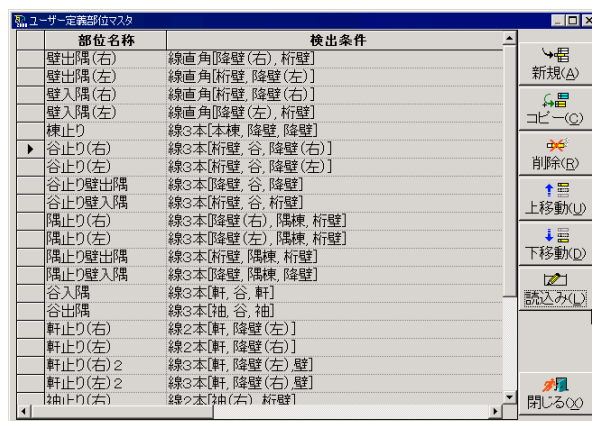 ユーザー定義部位マスタ
部位名称 検出条件
壁出隅(右) 線直角[降壁(右), 桁壁]
壁出隅(左) 線直角[桁壁, 降壁(左)]
壁入隅(右) 線直角[桁壁, 降壁(右)]
壁入隅(左) 線直角[降壁(左), 桁壁]
棟止り 線3本[本棟, 降壁, 降壁]
谷止り(右) 線3本[桁壁, 谷, 降壁(右)]
谷止り(左) 線3本[桁壁, 谷, 降壁(左)]
谷止り壁出隅 線3本[降壁, 谷, 降壁]
谷止り壁入隅 線3本[桁壁, 谷, 桁壁]
隅止り(右) 線3本[降壁(右), 隅棟, 桁壁]
隅止り(左) 線3本[降壁(左), 隅棟, 桁壁]
隅止り壁出隅 線3本[桁壁, 隅棟, 桁壁]
隅止り壁入隅 線3本[降壁, 隅棟, 降壁]
谷入隅 線3本[軒, 谷, 軒]
谷出隅 線3本[袖, 谷, 袖]
軒止り(右) 線2本[軒, 降壁(左)]
軒止り(左) 線2本[軒, 降壁(右)]
軒止り(右)2 線3本[軒, 降壁(左),壁]
軒止り(左)2 線3本[軒, 降壁(右),壁]
袖止り(右) 線2本[袖(右), 桁壁]
新規(A)
コピー(C)
削除(R)
上移動(U)
下移動(D)
読込み(L)
閉じる(X)